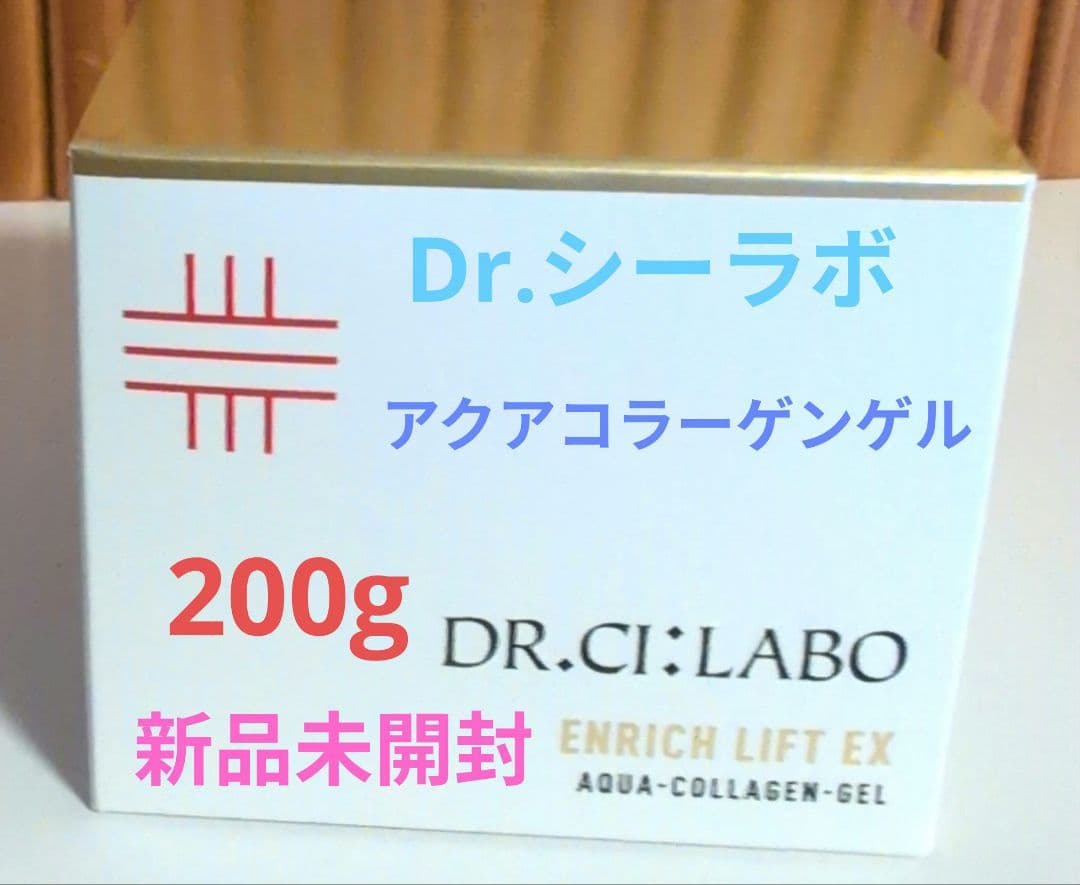 Dr.シーラボ
アクアコラーゲンゲル
200g
DR.CI:LABO
新品未開封
ENRICH LIFT EX
AQUA-COLLAGEN-GEL